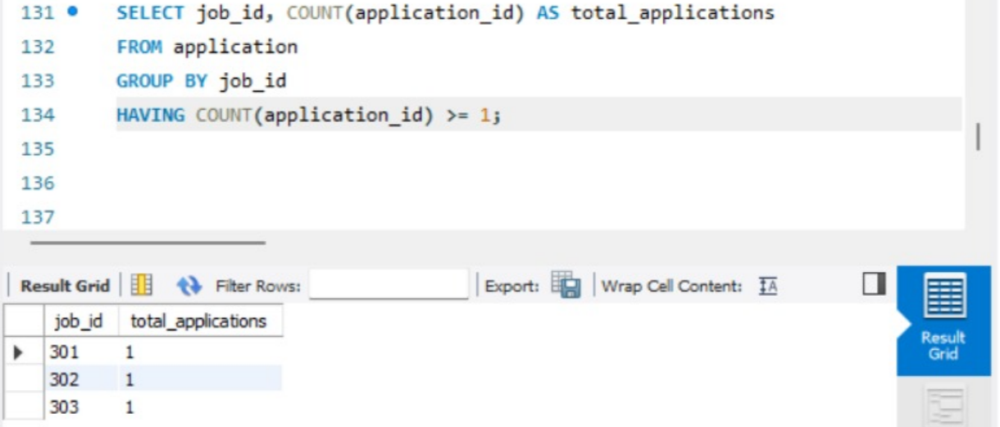 131 SELECT job_id, COUNT(application_id) AS total_applications
132 FROM application
133 GROUP BY job_id
134 HAVING COUNT(application_id) >= 1;
135
136
137
Result Grid Filter Rows: Export: Wrap Cell Content: IA
job_id total_applications
301 1
302 1
303 1
Result
Grid